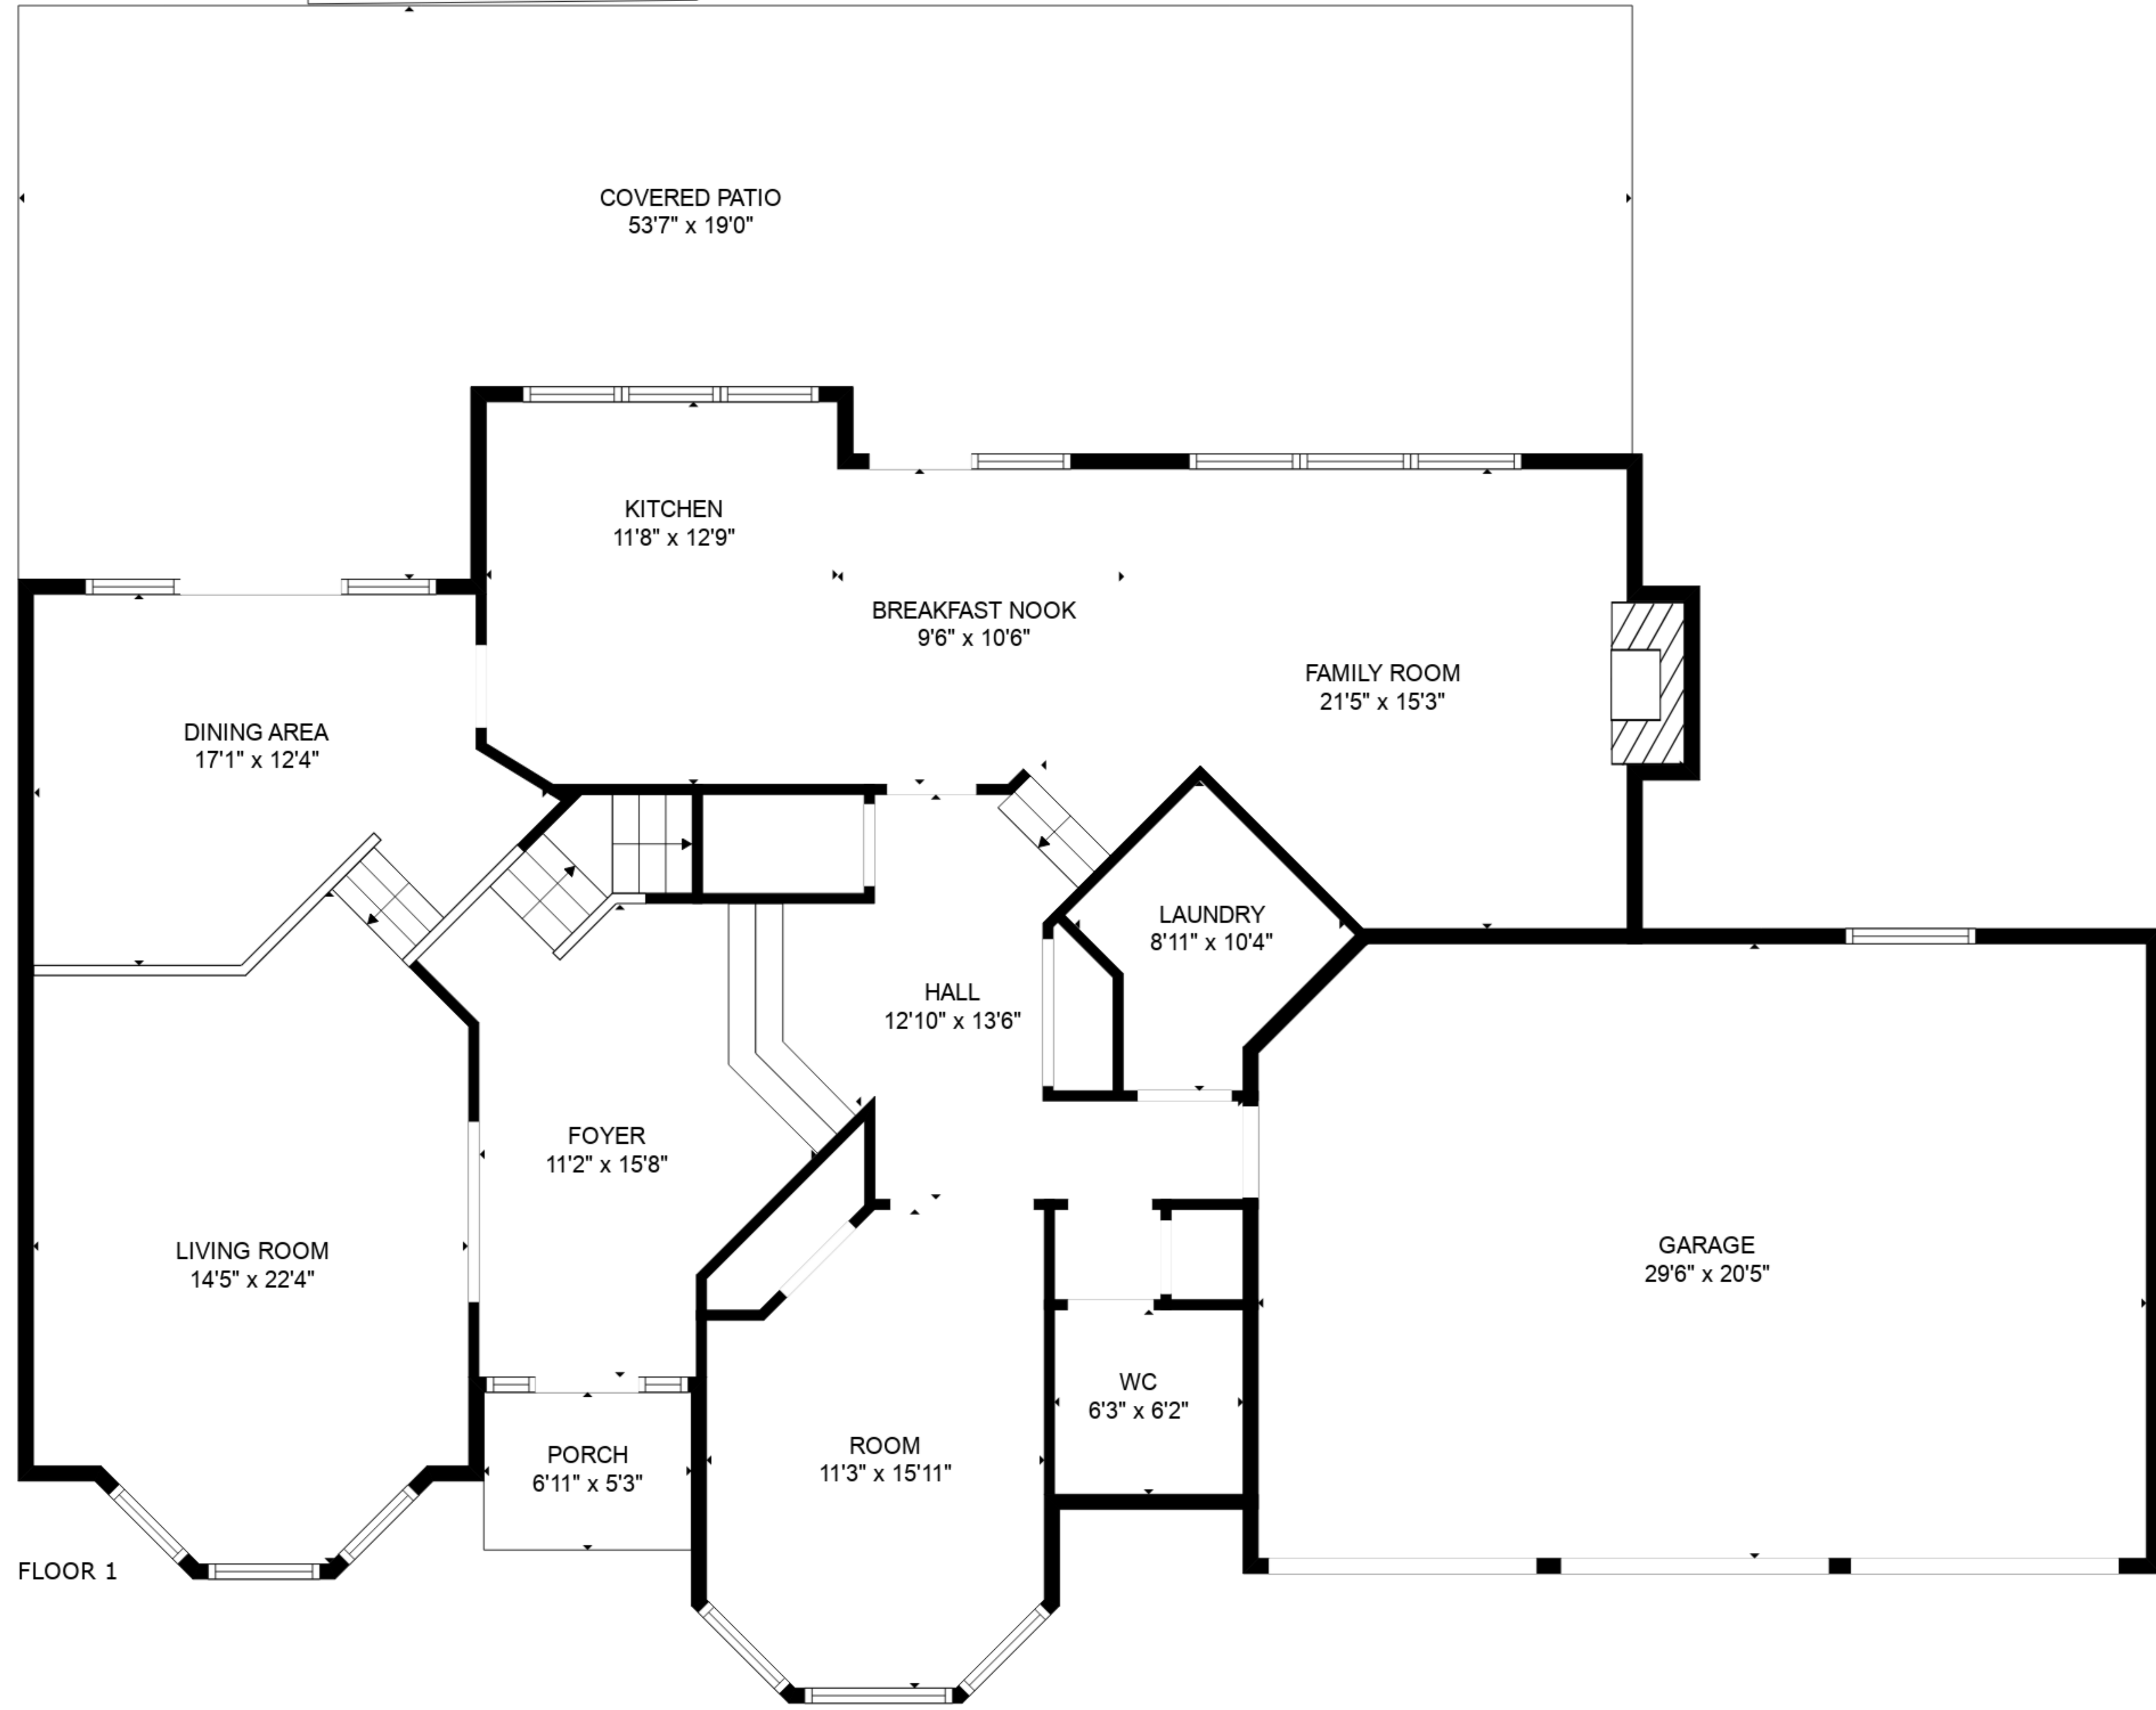 COVERED PATIO
53'7" x 19'0"
KITCHEN
11'8" x 12'9"
BREAKFAST NOOK
9'6" x 10'6"
FAMILY ROOM
21'5" x 15'3"
DINING AREA
17'1" x 12'4"
LAUNDRY
8'11" x 10'4"
HALL
12'10" x 13'6"
FOYER
11'2" x 15'8"
LIVING ROOM
14'5" x 22'4"
GARAGE
29'6" x 20'5"
WC
6'3" x 6'2"
PORCH
6'11" x 5'3"
ROOM
11'3" x 15'11"
FLOOR 1